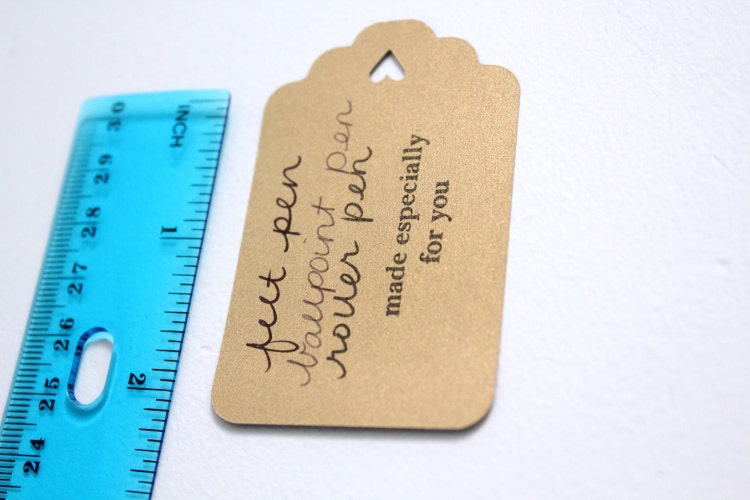 felt pen
ballpoint pen
roller pen
made especially
for you
INCH
1
2
30
29
28
27
26
25
24